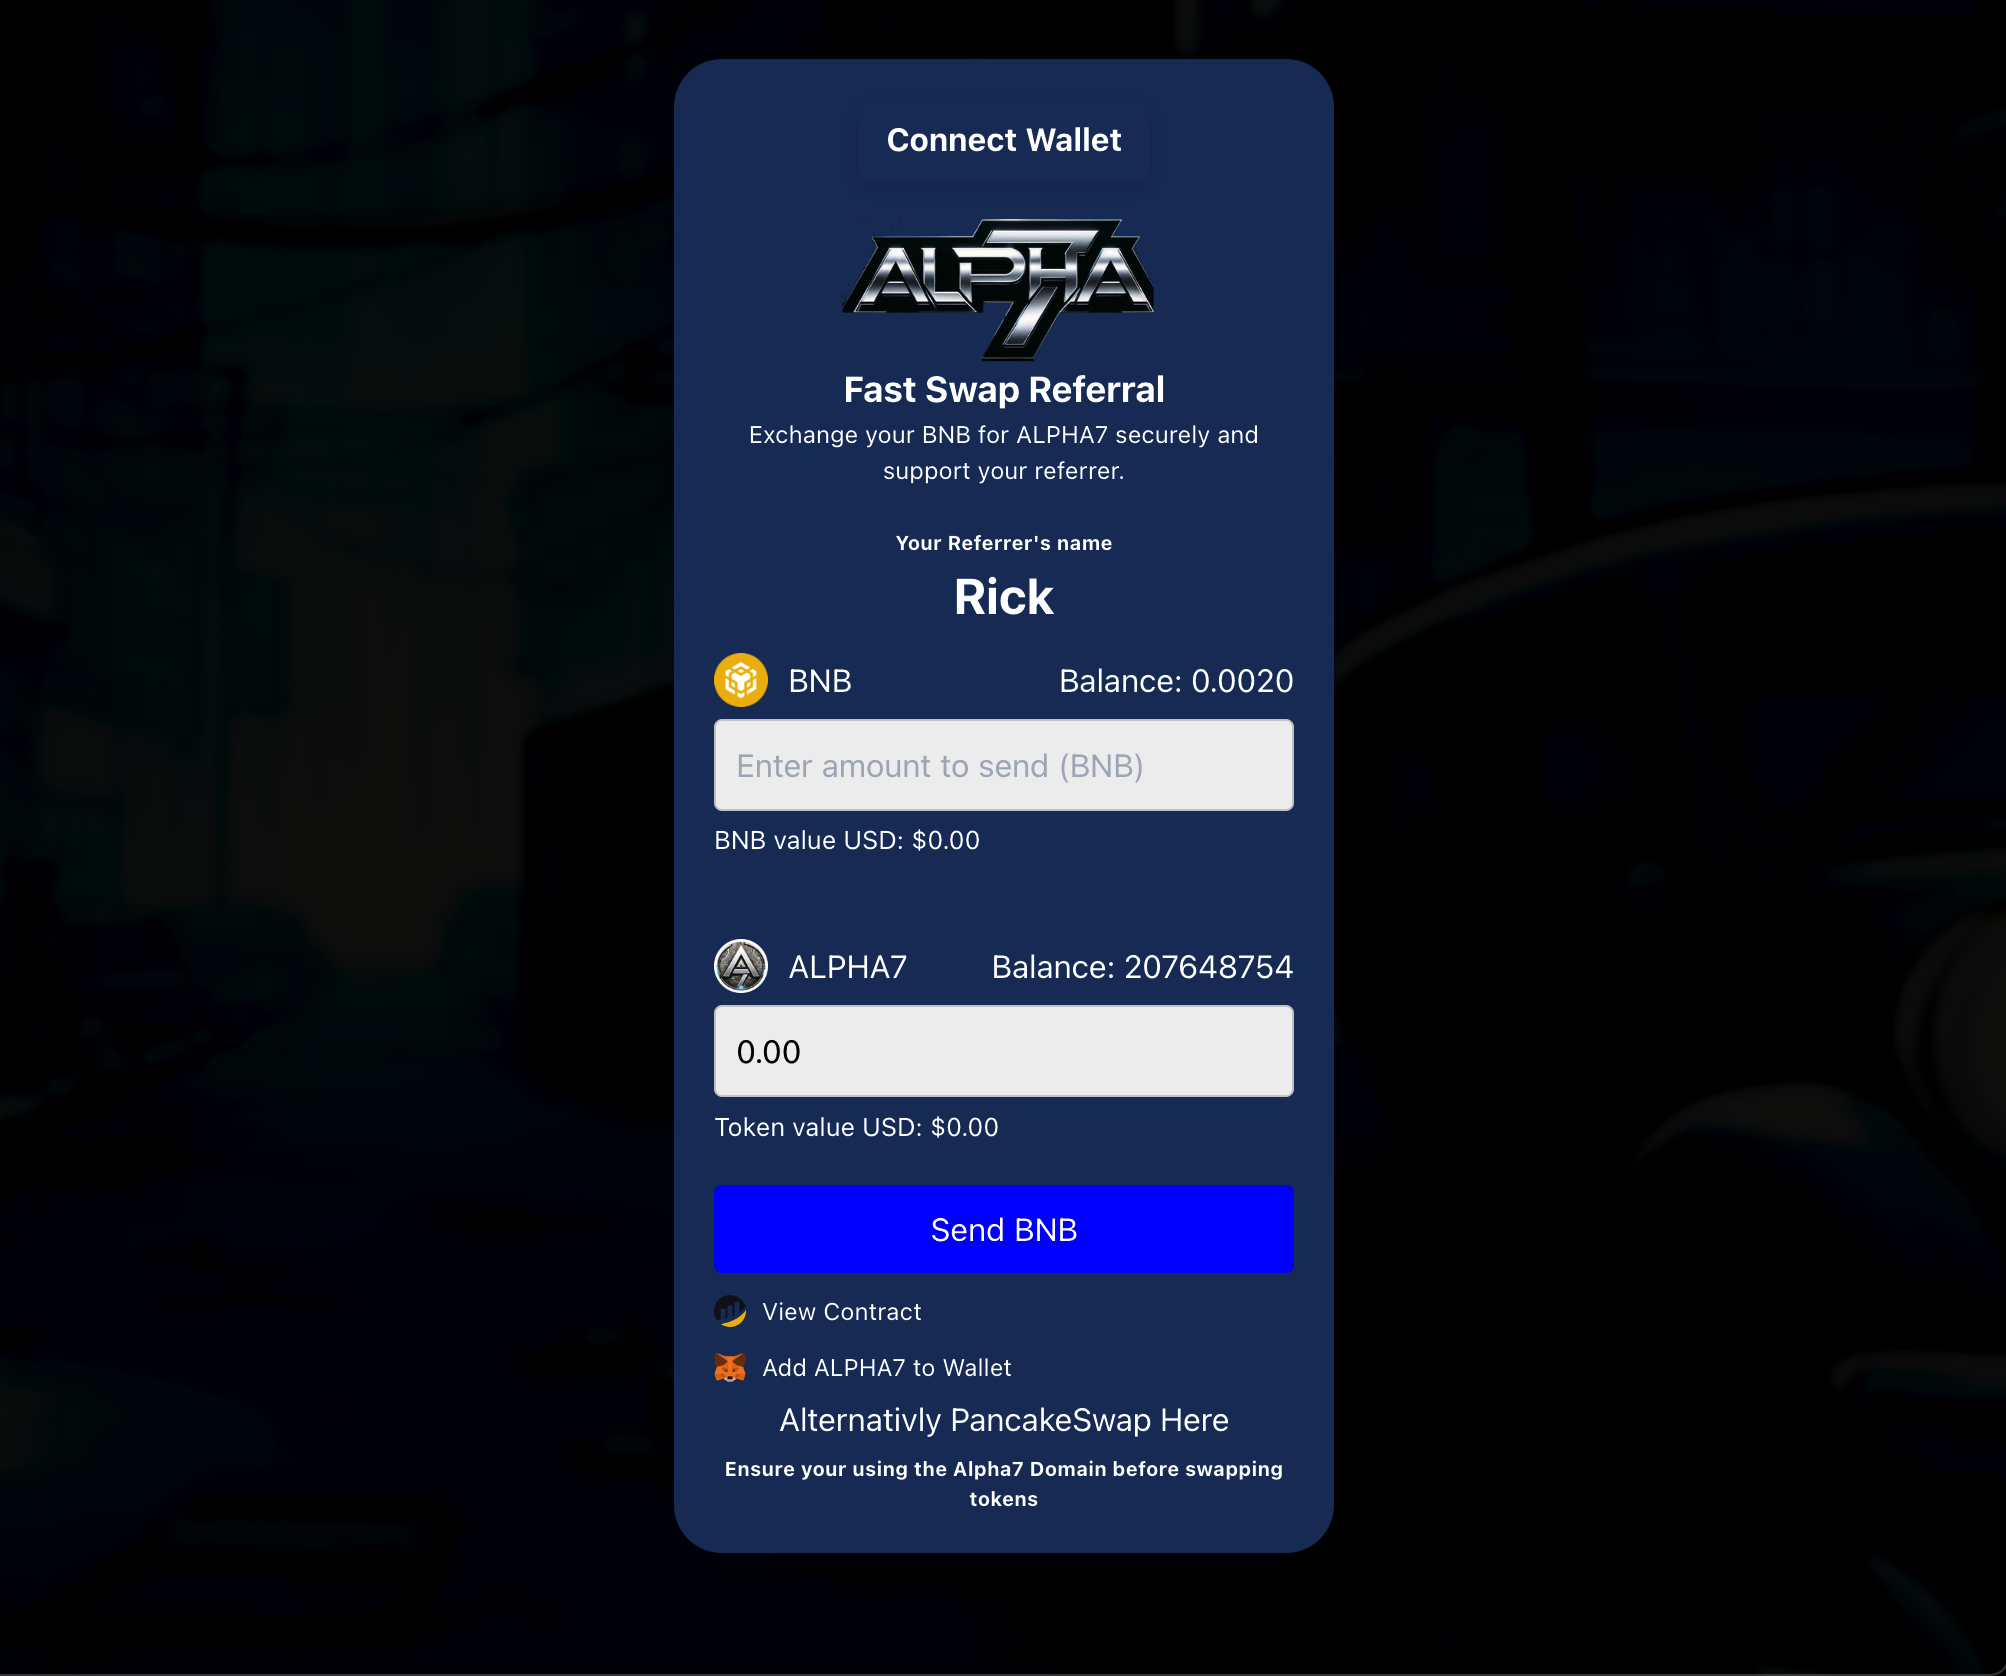 Connect Wallet
ALPHA7
Fast Swap Referral
Exchange your BNB for ALPHA7 securely and
support your referrer.
Your Referrer's name
Rick
BNB Balance: 0.0020
Enter amount to send (BNB)
BNB value USD: $0.00
ALPHA7 Balance: 207648754
0.00
Token value USD: $0.00
Send BNB
View Contract
Add ALPHA7 to Wallet
Alternativly PancakeSwap Here
Ensure your using the Alpha7 Domain before swapping
tokens